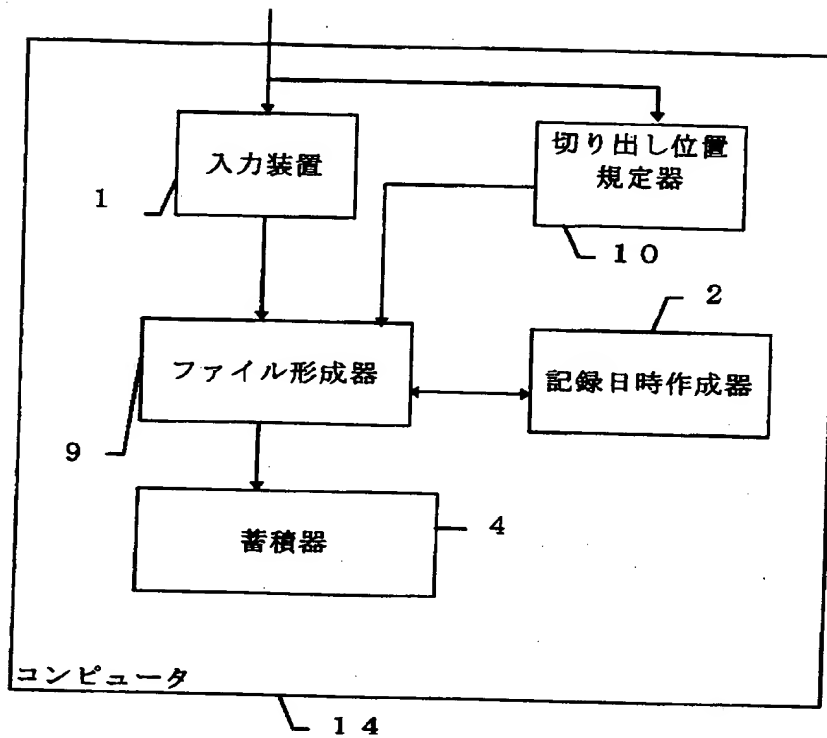 入力装置
1
切り出し位置
規定器
10
2
ファイル形成器
記録日時作成器
9
蓄積器
4
コンピュータ
14